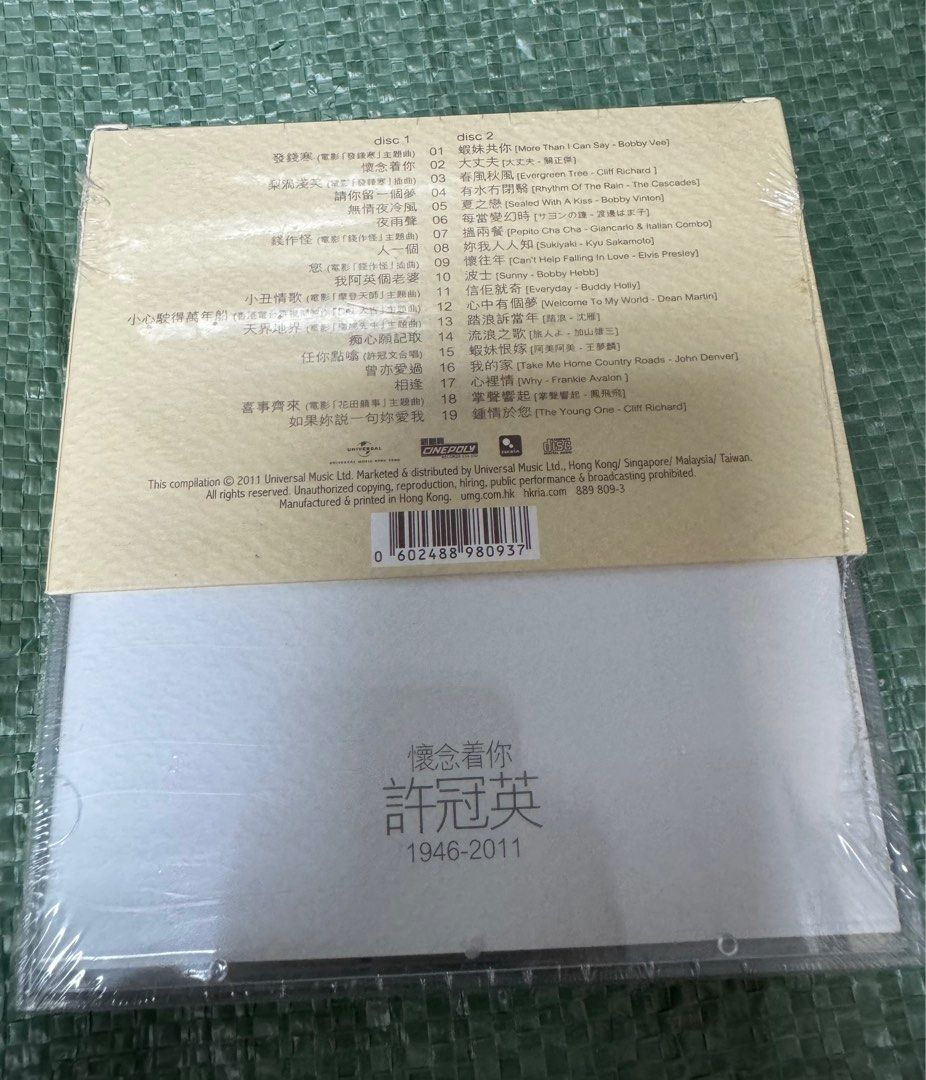 disc 1 disc 2
發錢寒 (電影「發錢寒」主題曲) 01 蝦妹共你 [More Than I Can Say - Bobby Vee]
懷念着你 02 大丈夫 [大丈夫 - 關正傑]
梨渦淺笑 (電影「發錢寒」插曲) 03 春風秋風 [Evergreen Tree - Cliff Richard ]
請你留一個夢 04 有水冇閉翳 [Rhythm Of The Rain - The Cascades]
無情夜冷風 05 夏之戀 [Sealed With A Kiss - Bobby Vinton]
夜雨聲 06 每當變幻時 [サヨンの鐘 - 渡邊はま子]
錢作怪 (電影「錢作怪」主題曲) 07 搵兩餐 [Pepito Cha Cha - Giancarlo & Italian Combo]
人一個 08 妳我人人知 [Sukiyaki - Kyu Sakamoto]
您 (電影「錢作怪」插曲) 09 懷往年 [Can't Help Falling In Love - Elvis Presley]
我阿英個老婆 10 波士 [Sunny - Bobby Hebb]
小丑情歌 (電影「摩登天師」主題曲) 11 信佢就奇 [Everyday - Buddy Holly]
小心駛得萬年船 12 心中有個夢 [Welcome To My World - Dean Martin]
天界地界 主題曲) 13 踏浪訴當年 [踏浪 - 沈雁]
痴心願記取 14 流浪之歌 [旅人よ - 加山雄三]
任你點噏 (許冠文合唱) 15 蝦妹恨嫁 [阿美阿美 - 王夢麟]
曾亦愛過 16 我的家 [Take Me Home Country Roads - John Denver]
相逢 17 心裡情 [Why - Frankie Avalon ]
喜事齊來 (電影「花田囍事」主題曲) 18 掌聲響起 [掌聲響起 - 鳳飛飛]
如果妳説一句妳愛我 19 鍾情於您 [The Young One - Cliff Richard]
UNIVERSAL CINEPOLY
UNIVERSAL MUSIC HONG KONG
This compilation © 2011 Universal Music Ltd. Marketed & distributed by Universal Music Ltd., Hong Kong/ Singapore/ Malaysia/ Taiwan.
All rights reserved. Unauthorized copying, reproduction, hiring, public performance & broadcasting prohibited.
Manufactured & printed in Hong Kong. umg.com.hk hkria.com 889 809-3
0 602488 980937
懷念着你
許冠英
1946-2011